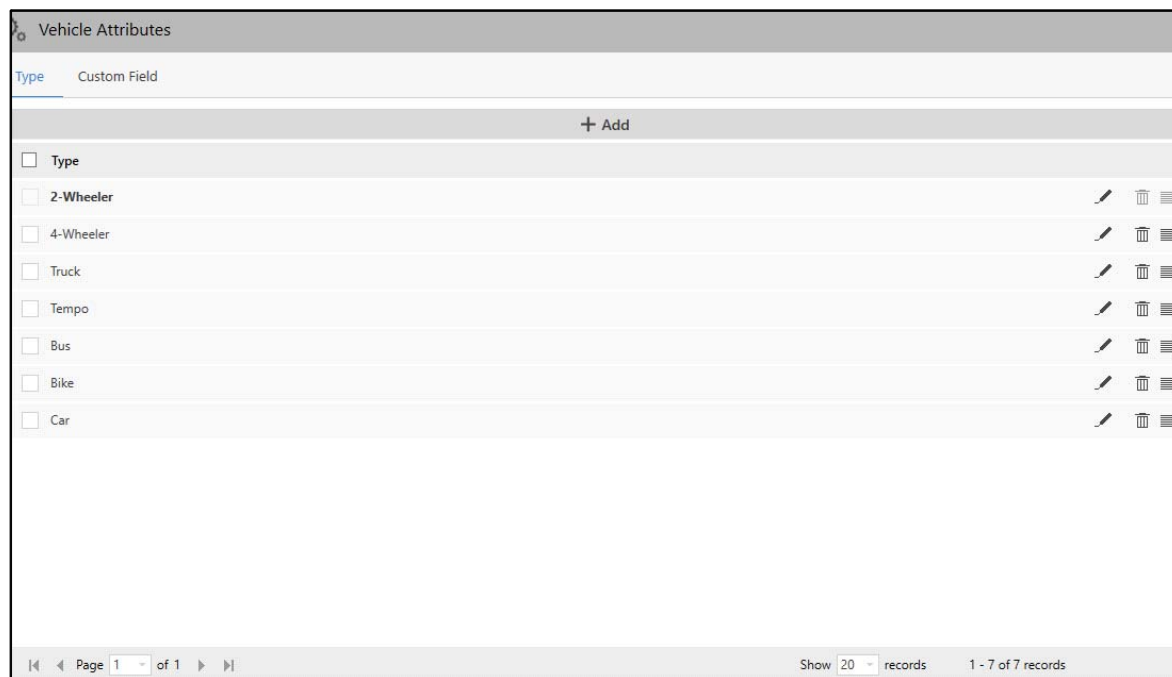 Vehicle Attributes
Type Custom Field
+ Add
Type
2-Wheeler
4-Wheeler
Truck
Tempo
Bus
Bike
Car
Page 1 of 1 Show 20 records 1 - 7 of 7 records